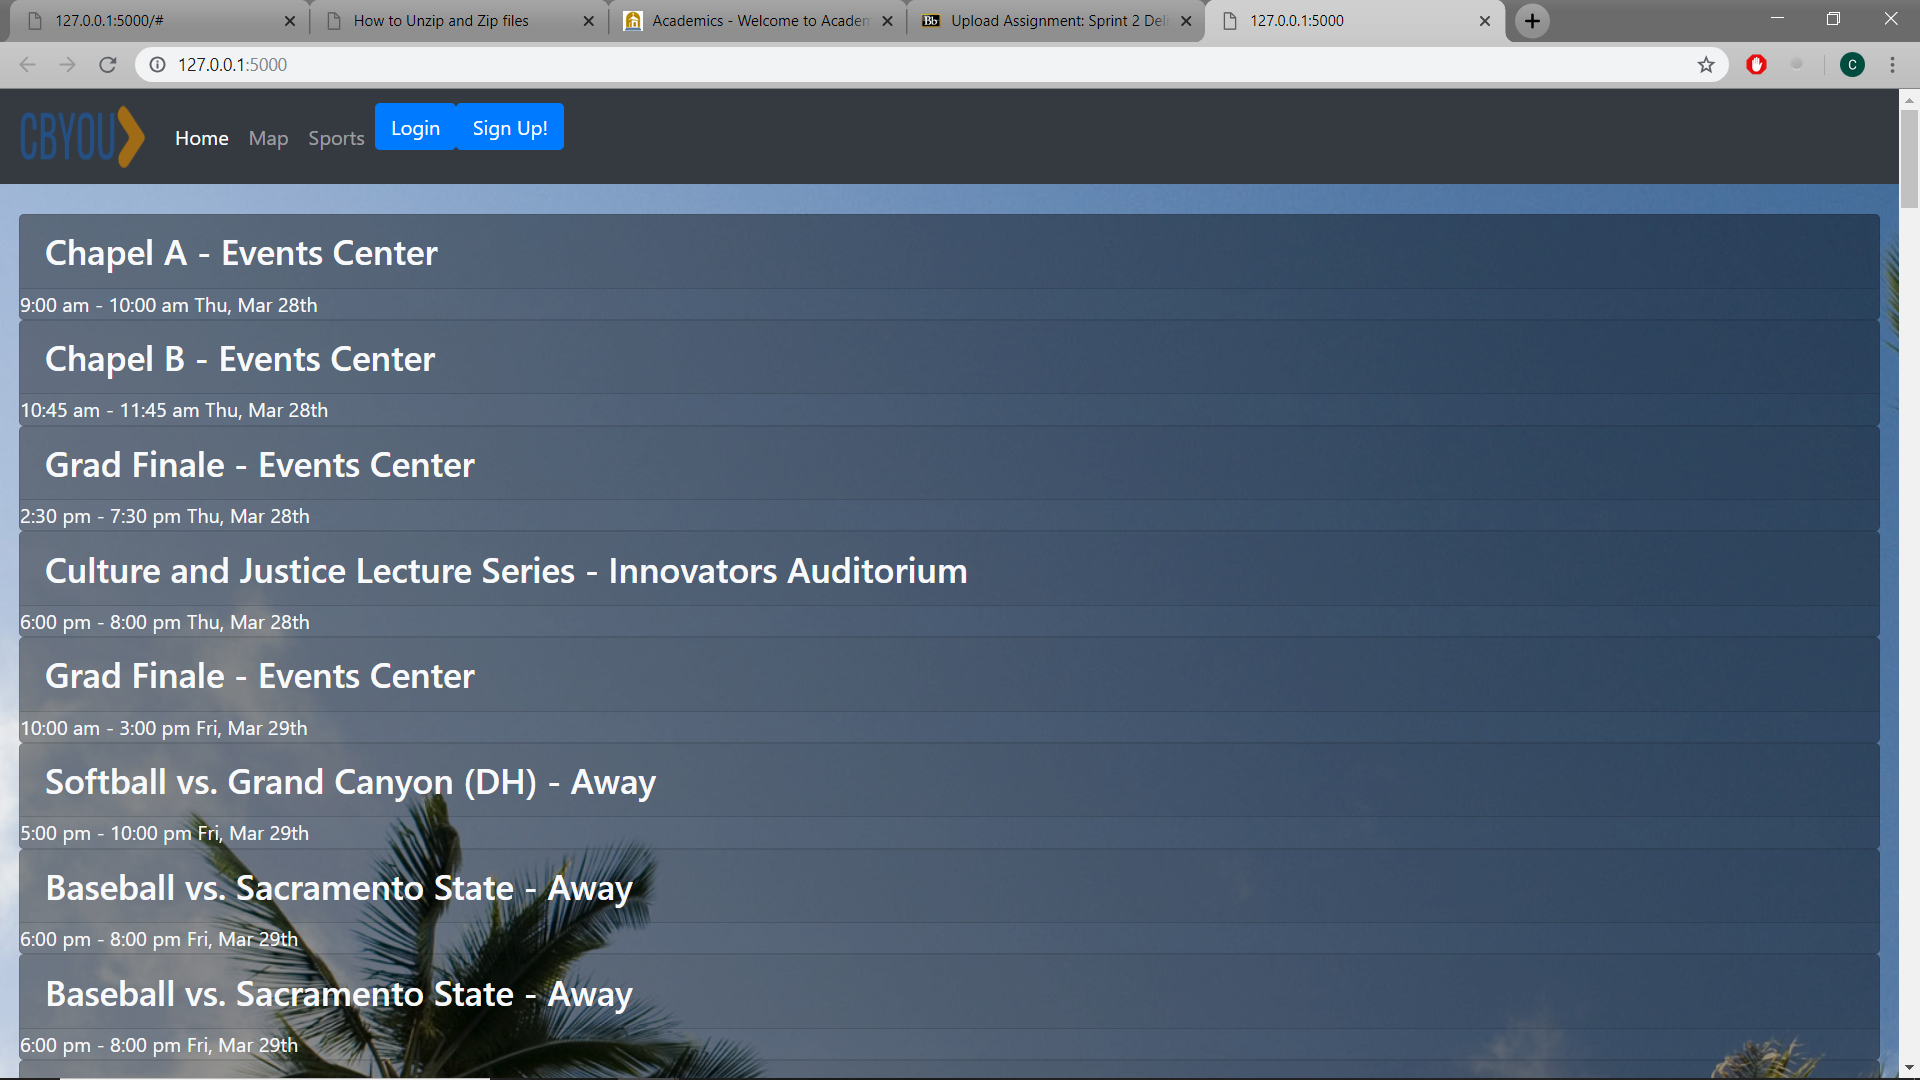 127.0.0.1:5000/#
How to Unzip and Zip files
Academics - Welcome to Academ
Bb Upload Assignment: Sprint 2 Deli
127.0.0.1:5000
127.0.0.1:5000
C
CBYOU
Home Map Sports Login Sign Up!
Chapel A - Events Center
9:00 am - 10:00 am Thu, Mar 28th
Chapel B - Events Center
10:45 am - 11:45 am Thu, Mar 28th
Grad Finale - Events Center
2:30 pm - 7:30 pm Thu, Mar 28th
Culture and Justice Lecture Series - Innovators Auditorium
6:00 pm - 8:00 pm Thu, Mar 28th
Grad Finale - Events Center
10:00 am - 3:00 pm Fri, Mar 29th
Softball vs. Grand Canyon (DH) - Away
5:00 pm - 10:00 pm Fri, Mar 29th
Baseball vs. Sacramento State - Away
6:00 pm - 8:00 pm Fri, Mar 29th
Baseball vs. Sacramento State - Away
6:00 pm - 8:00 pm Fri, Mar 29th